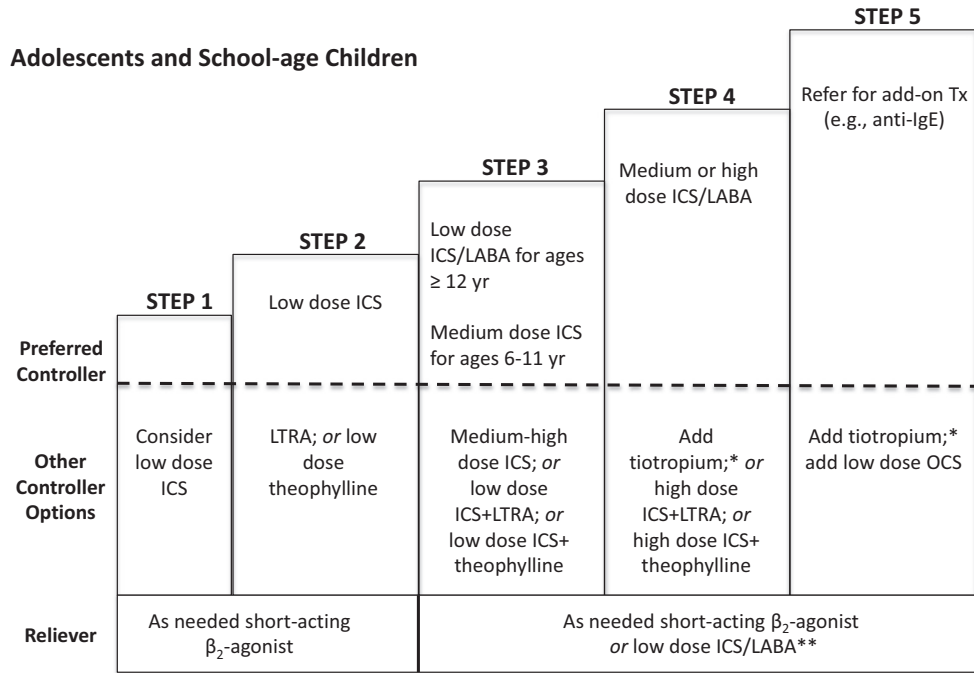 Adolescents and School-age Children
STEP 1
STEP 2
STEP 3
STEP 4
STEP 5
Preferred
Controller
Low dose ICS
Low dose
ICS/LABA for ages
≥ 12 yr
Medium dose ICS
for ages 6-11 yr
Medium or high
dose ICS/LABA
Refer for add-on Tx
(e.g., anti-IgE)
Other
Controller
Options
Consider
low dose
ICS
LTRA; or low
dose
theophylline
Medium-high
dose ICS; or
low dose
ICS+LTRA; or
low dose ICS+
theophylline
Add
tiotropium;* or
high dose
ICS+LTRA; or
high dose ICS+
theophylline
Add tiotropium;*
add low dose OCS
Reliever
As needed short-acting
β₂-agonist
As needed short-acting β₂-agonist
or low dose ICS/LABA**